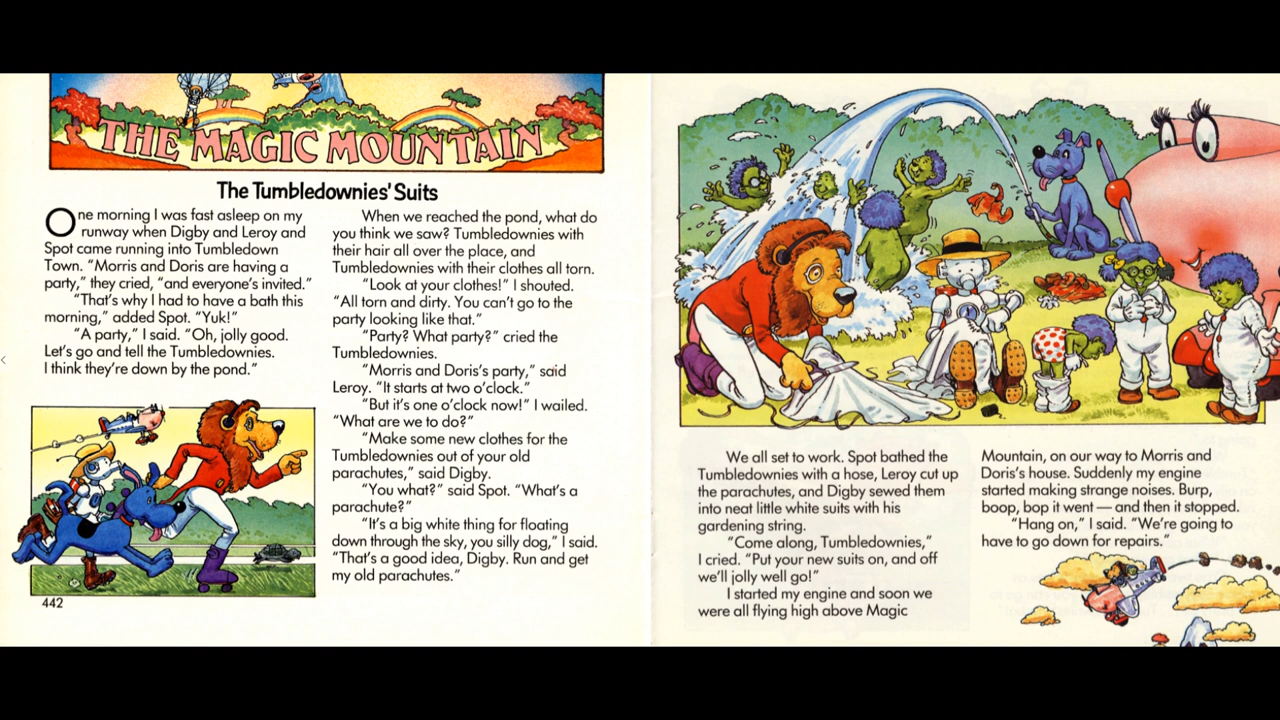 THE MAGIC MOUNTAIN
The Tumbledownies' Suits
One morning I was fast asleep on my
runway when Digby and Leroy and
Spot came running into Tumbledown
Town. “Morris and Doris are having a
party,” they cried, “and everyone’s invited.”
“That’s why I had to have a bath this
morning,” added Spot. “Yuk!”
“A party,” I said. “Oh, jolly good.
Let’s go and tell the Tumbledownies.
I think they’re down by the pond.”
442
When we reached the pond, what do
you think we saw? Tumbledownies with
their hair all over the place, and
Tumbledownies with their clothes all torn.
“Look at your clothes!” I shouted.
“All torn and dirty. You can’t go to the
party looking like that.”
“Party? What party?” cried the
Tumbledownies.
“Morris and Doris’s party,” said
Leroy. “It starts at two o’clock.”
“But it’s one o’clock now!” I wailed.
“What are we to do?”
“Make some new clothes for the
Tumbledownies out of your old
parachutes,” said Digby.
“You what?” said Spot. “What’s a
parachute?”
“It’s a big white thing for floating
down through the sky, you silly dog,” I said.
“That’s a good idea, Digby. Run and get
my old parachutes.”
We all set to work. Spot bathed the
Tumbledownies with a hose, Leroy cut up
the parachutes, and Digby sewed them
into neat little white suits with his
gardening string.
“Come along, Tumbledownies,”
I cried. “Put your new suits on, and off
we’ll jolly well go!”
I started my engine and soon we
were all flying high above Magic
Mountain, on our way to Morris and
Doris’s house. Suddenly my engine
started making strange noises. Burp,
boop, bop it went — and then it stopped.
“Hang on,” I said. “We’re going to
have to go down for repairs.”